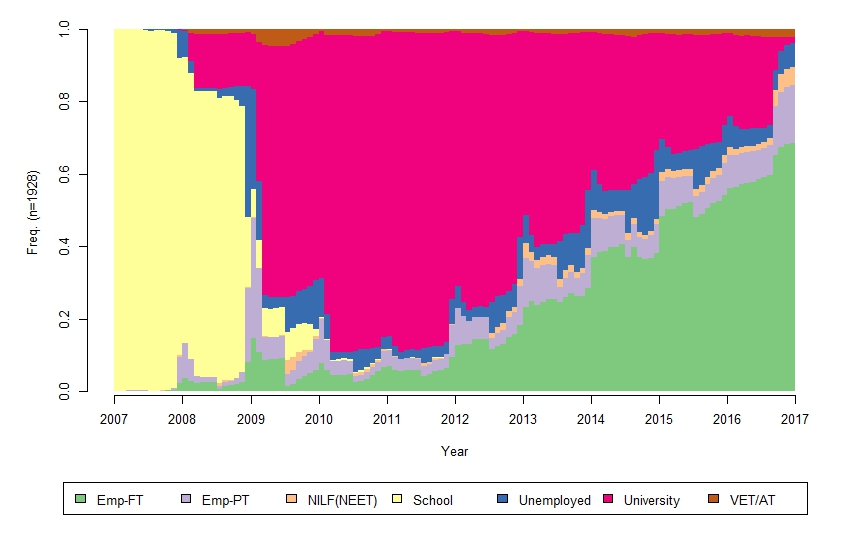 1.0
0.8
0.6
0.4
0.2
0.0
Freq. (n=1928)
2007 2008 2009 2010 2011 2012 2013 2014 2015 2016 2017
Year
Emp-FT Emp-PT NILF(NEET) School Unemployed University VET/AT